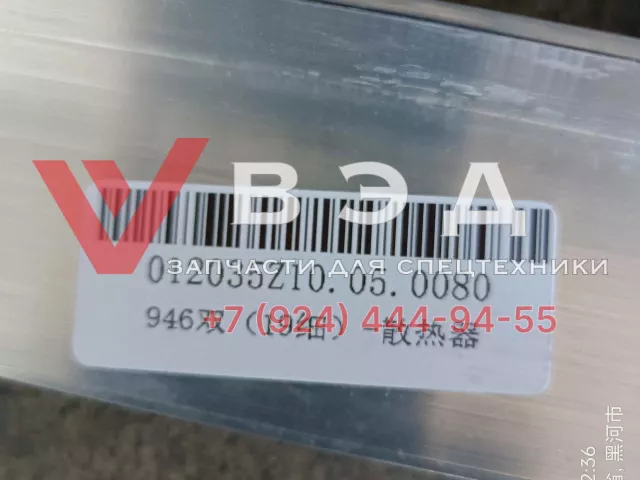 ВЭД
ЗАПЧАСТИ ДЛЯ СПЕЦТЕХНИКИ
012035Z10.05.0080
+7 (924) 444-94-55
946双（19细）-散热器
2:36
黑河市